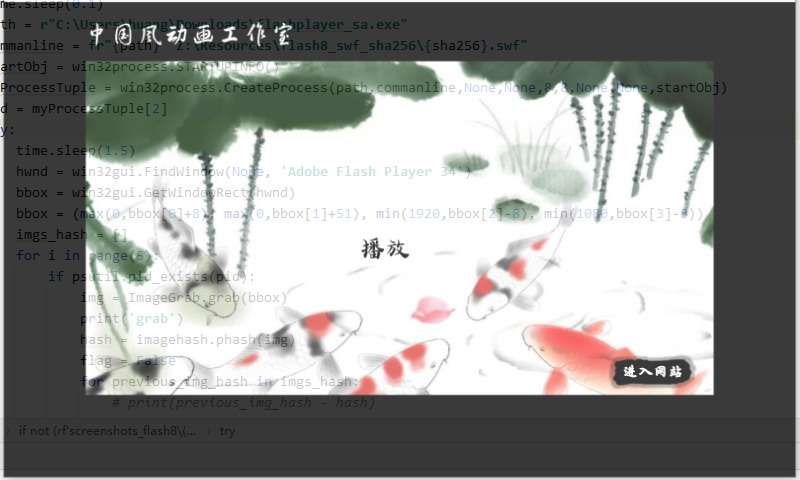 me.sleep(0.1)
th = r"C:\Users\huang\Downloads\flashplayer_sa.exe"
中国风动画工作室
mmanline = fr"{path} Z:\Resources\flash8_swf_sha256\{sha256}.swf"
artObj = win32process.STARTUPINFO()
ProcessTuple = win32process.CreateProcess(path,commanline,None,None,8,8,None,None,startObj)
d = myProcessTuple[2]
y:
time.sleep(1.5)
hwnd = win32gui.FindWindow(None, 'Adobe Flash Player 34')
bbox = win32gui.GetWindowRect(hwnd)
bbox = (max(0,bbox[0]+8), max(0,bbox[1]+51), min(1920,bbox[2]-8), min(1080,bbox[3]-8))
imgs_hash = []
播放
for i in range(5):
if psutil.pid_exists(pid):
img = ImageGrab.grab(bbox)
print('grab')
hash = imagehash.phash(img)
flag = False
进入网站
for previous_img_hash in imgs_hash:
# print(previous_img_hash - hash)
if not (rf'screenshots_flash8\{... › try